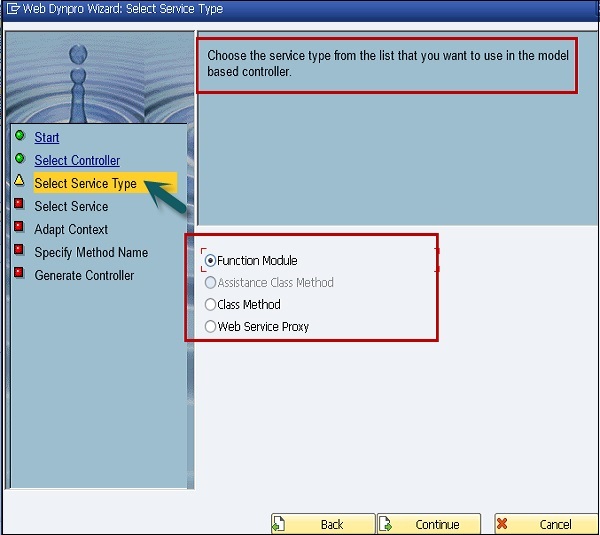 Web Dynpro Wizard: Select Service Type
Choose the service type from the list that you want to use in the model
based controller.
Start
Select Controller
Select Service Type
Select Service
Adapt Context
Specify Method Name
Generate Controller
Function Module
Assistance Class Method
Class Method
Web Service Proxy
Back
Continue
Cancel